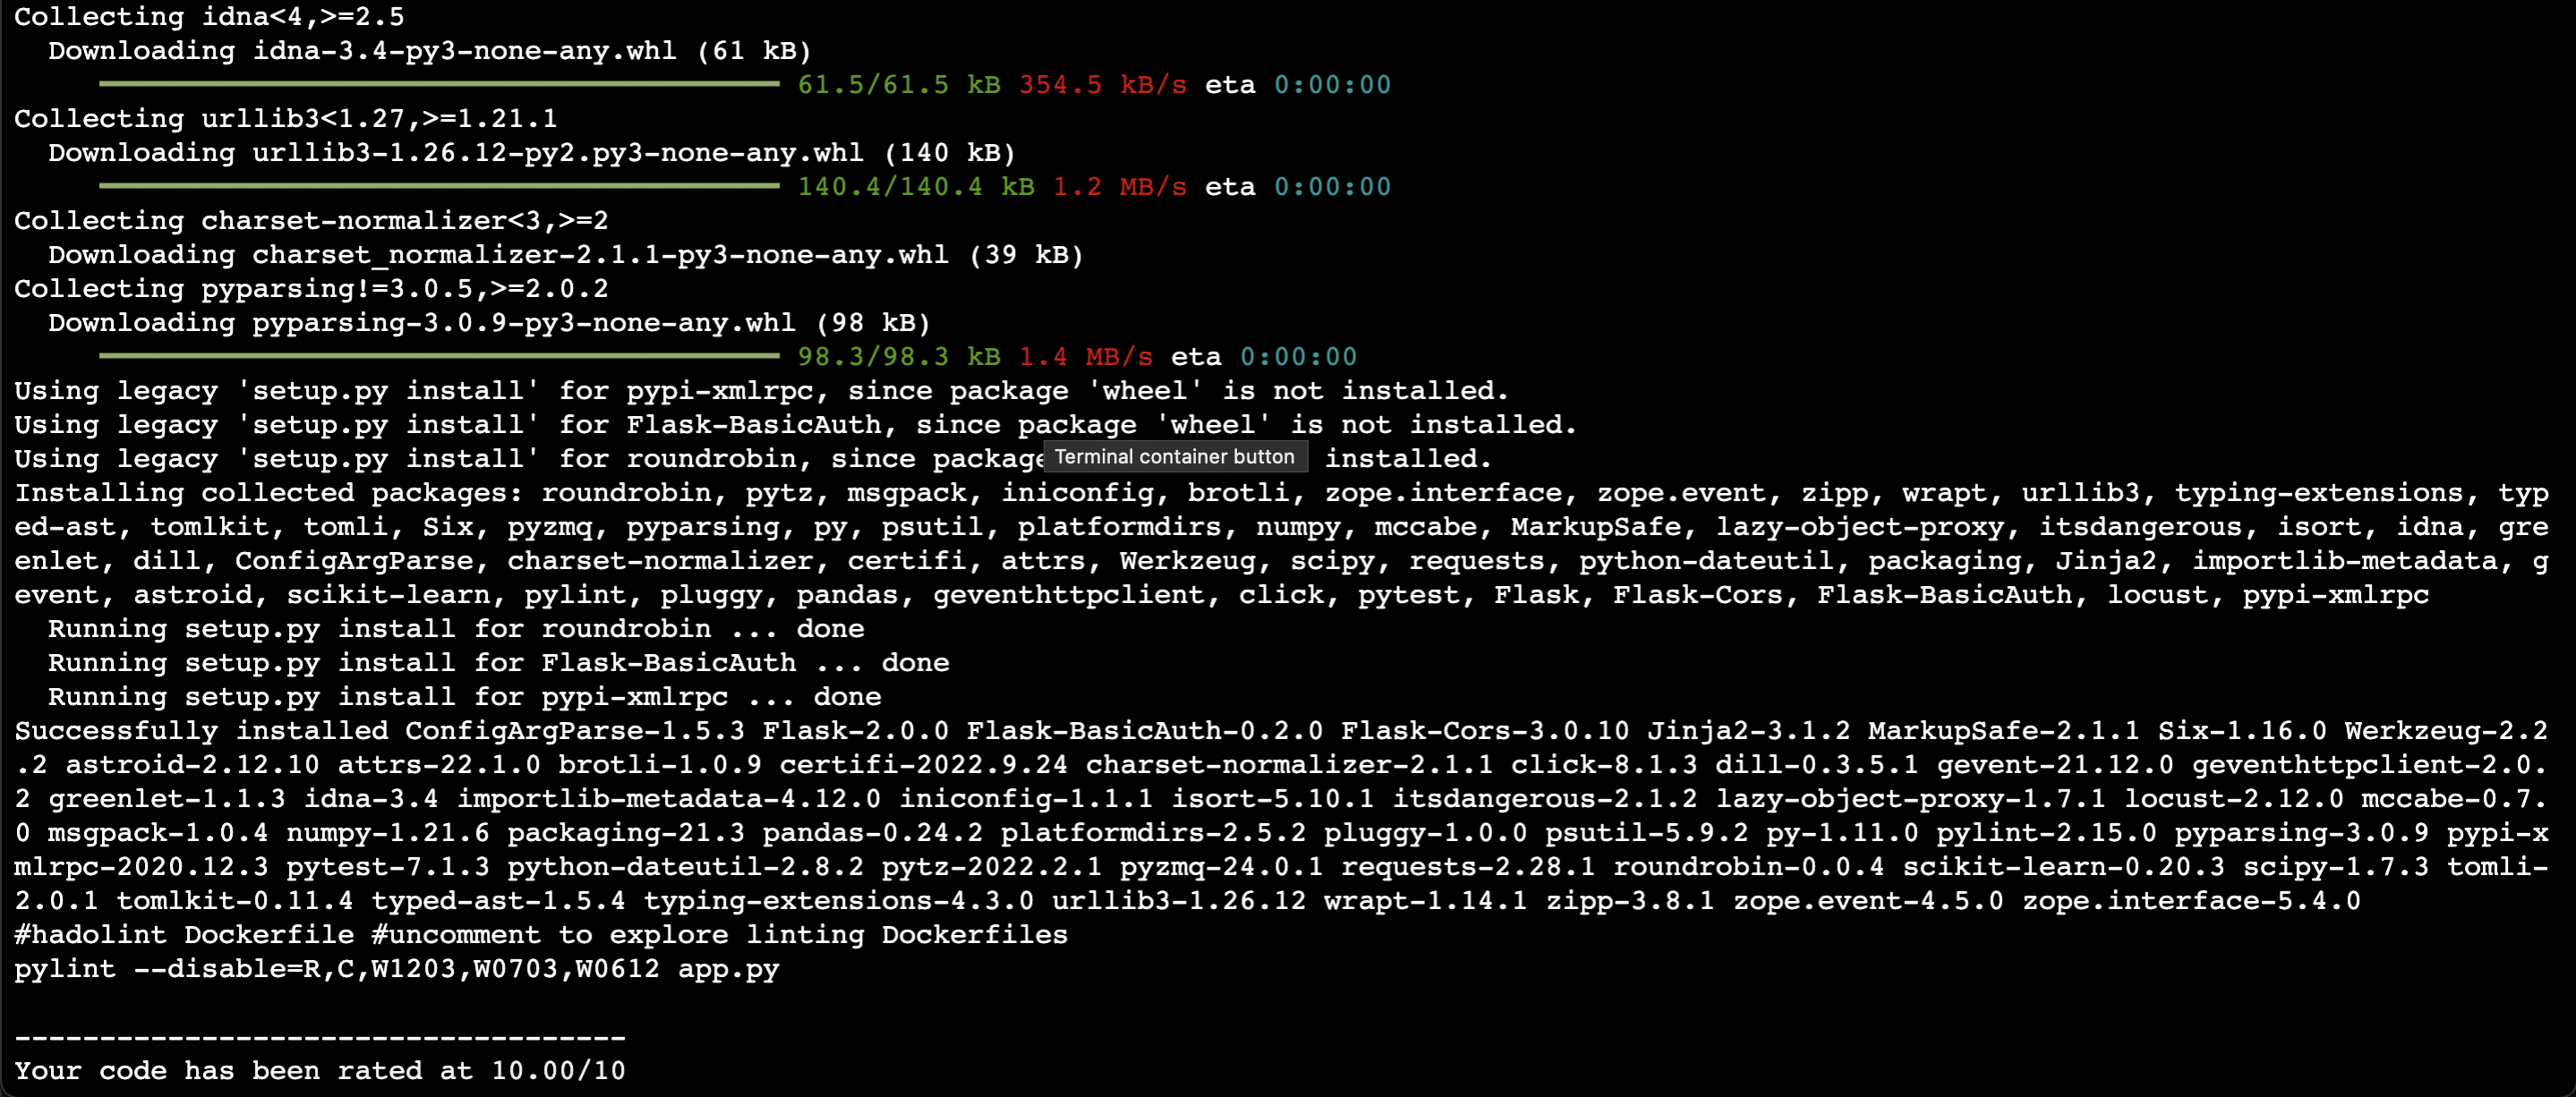 Collecting idna<4,>=2.5
  Downloading idna-3.4-py3-none-any.whl (61 kB)
61.5/61.5 kB 354.5 kB/s eta 0:00:00
Collecting urllib3<1.27,>=1.21.1
  Downloading urllib3-1.26.12-py2.py3-none-any.whl (140 kB)
140.4/140.4 kB 1.2 MB/s eta 0:00:00
Collecting charset-normalizer<3,>=2
  Downloading charset_normalizer-2.1.1-py3-none-any.whl (39 kB)
Collecting pyparsing!=3.0.5,>=2.0.2
  Downloading pyparsing-3.0.9-py3-none-any.whl (98 kB)
98.3/98.3 kB 1.4 MB/s eta 0:00:00
Using legacy 'setup.py install' for pypi-xmlrpc, since package 'wheel' is not installed.
Using legacy 'setup.py install' for Flask-BasicAuth, since package 'wheel' is not installed.
Using legacy 'setup.py install' for roundrobin, since package Terminal container button installed.
Installing collected packages: roundrobin, pytz, msgpack, iniconfig, brotli, zope.interface, zope.event, zipp, wrapt, urllib3, typing-extensions, typ
ed-ast, tomlkit, tomli, Six, pyzmq, pyparsing, py, psutil, platformdirs, numpy, mccabe, MarkupSafe, lazy-object-proxy, itsdangerous, isort, idna, gre
enlet, dill, ConfigArgParse, charset-normalizer, certifi, attrs, Werkzeug, scipy, requests, python-dateutil, packaging, Jinja2, importlib-metadata, g
event, astroid, scikit-learn, pylint, pluggy, pandas, geventhttpclient, click, pytest, Flask, Flask-Cors, Flask-BasicAuth, locust, pypi-xmlrpc
  Running setup.py install for roundrobin ... done
  Running setup.py install for Flask-BasicAuth ... done
  Running setup.py install for pypi-xmlrpc ... done
Successfully installed ConfigArgParse-1.5.3 Flask-2.0.0 Flask-BasicAuth-0.2.0 Flask-Cors-3.0.10 Jinja2-3.1.2 MarkupSafe-2.1.1 Six-1.16.0 Werkzeug-2.2
.2 astroid-2.12.10 attrs-22.1.0 brotli-1.0.9 certifi-2022.9.24 charset-normalizer-2.1.1 click-8.1.3 dill-0.3.5.1 gevent-21.12.0 geventhttpclient-2.0.
2 greenlet-1.1.3 idna-3.4 importlib-metadata-4.12.0 iniconfig-1.1.1 isort-5.10.1 itsdangerous-2.1.2 lazy-object-proxy-1.7.1 locust-2.12.0 mccabe-0.7.
0 msgpack-1.0.4 numpy-1.21.6 packaging-21.3 pandas-0.24.2 platformdirs-2.5.2 pluggy-1.0.0 psutil-5.9.2 py-1.11.0 pylint-2.15.0 pyparsing-3.0.9 pypi-x
mlrpc-2020.12.3 pytest-7.1.3 python-dateutil-2.8.2 pytz-2022.2.1 pyzmq-24.0.1 requests-2.28.1 roundrobin-0.0.4 scikit-learn-0.20.3 scipy-1.7.3 tomli-
2.0.1 tomlkit-0.11.4 typed-ast-1.5.4 typing-extensions-4.3.0 urllib3-1.26.12 wrapt-1.14.1 zipp-3.8.1 zope.event-4.5.0 zope.interface-5.4.0
#hadolint Dockerfile #uncomment to explore linting Dockerfiles
pylint --disable=R,C,W1203,W0703,W0612 app.py

------------------------------------
Your code has been rated at 10.00/10